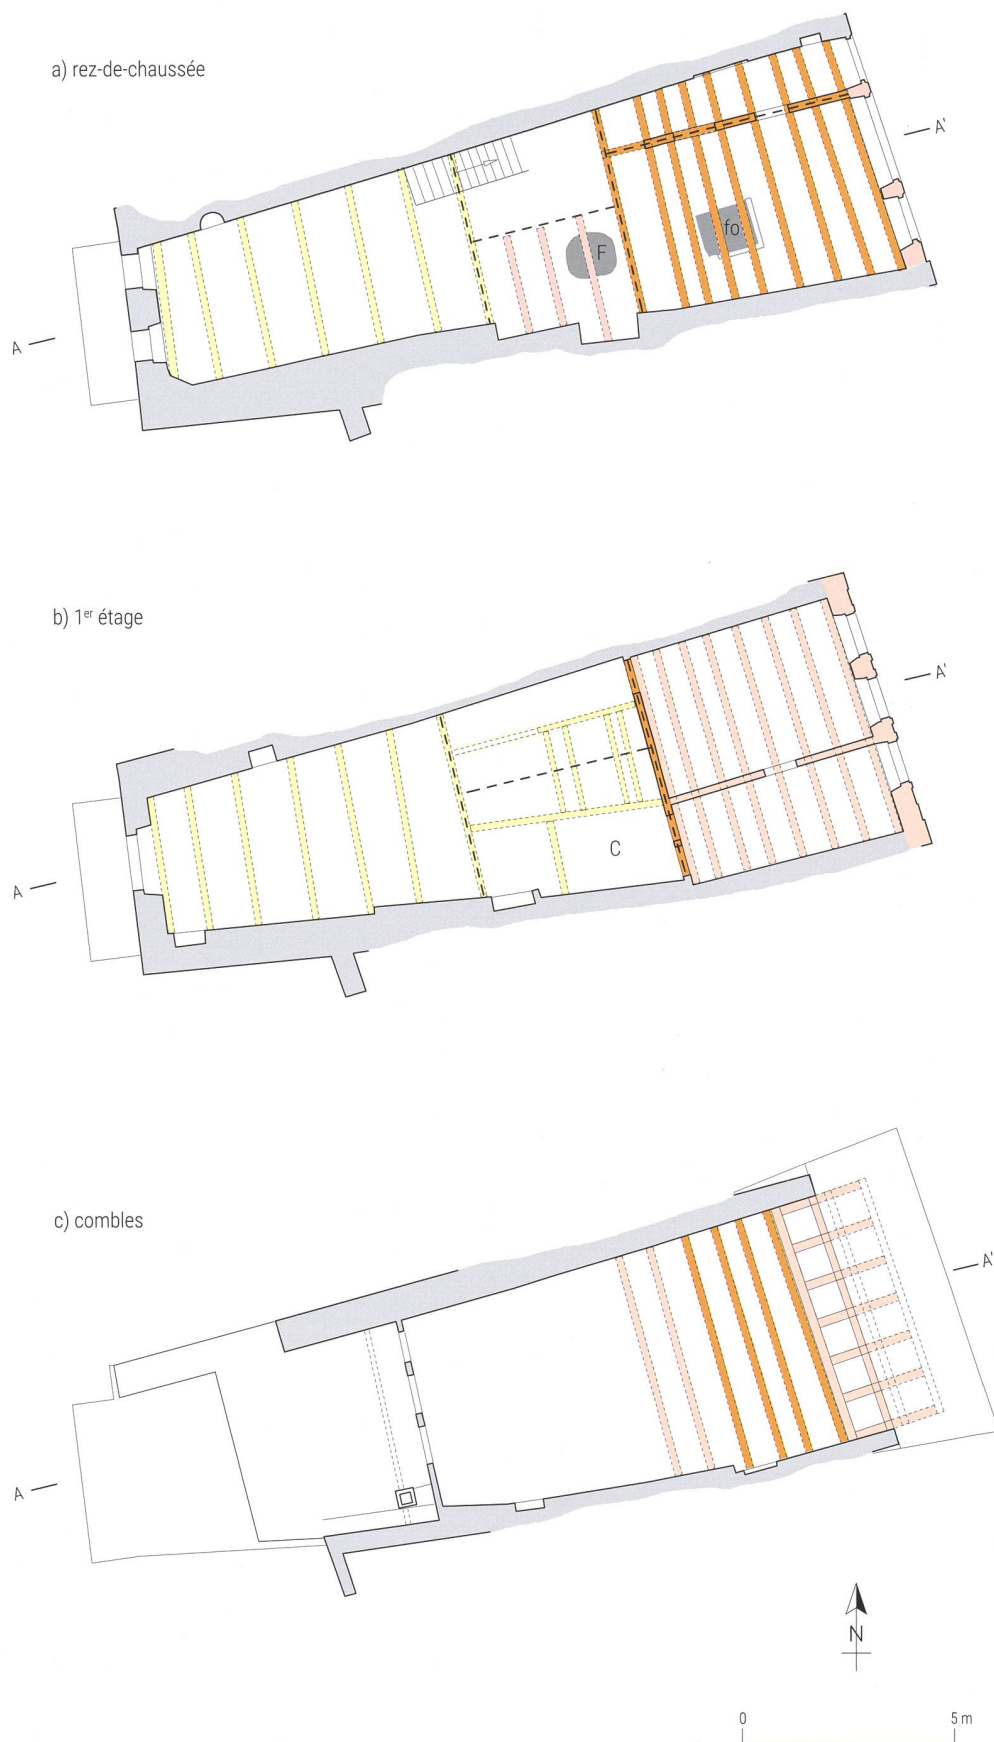 a) rez-de-chaussée
A'
fo
F
A
b) 1er étage
A'
C
A
c) combles
A'
A
N
0 5 m